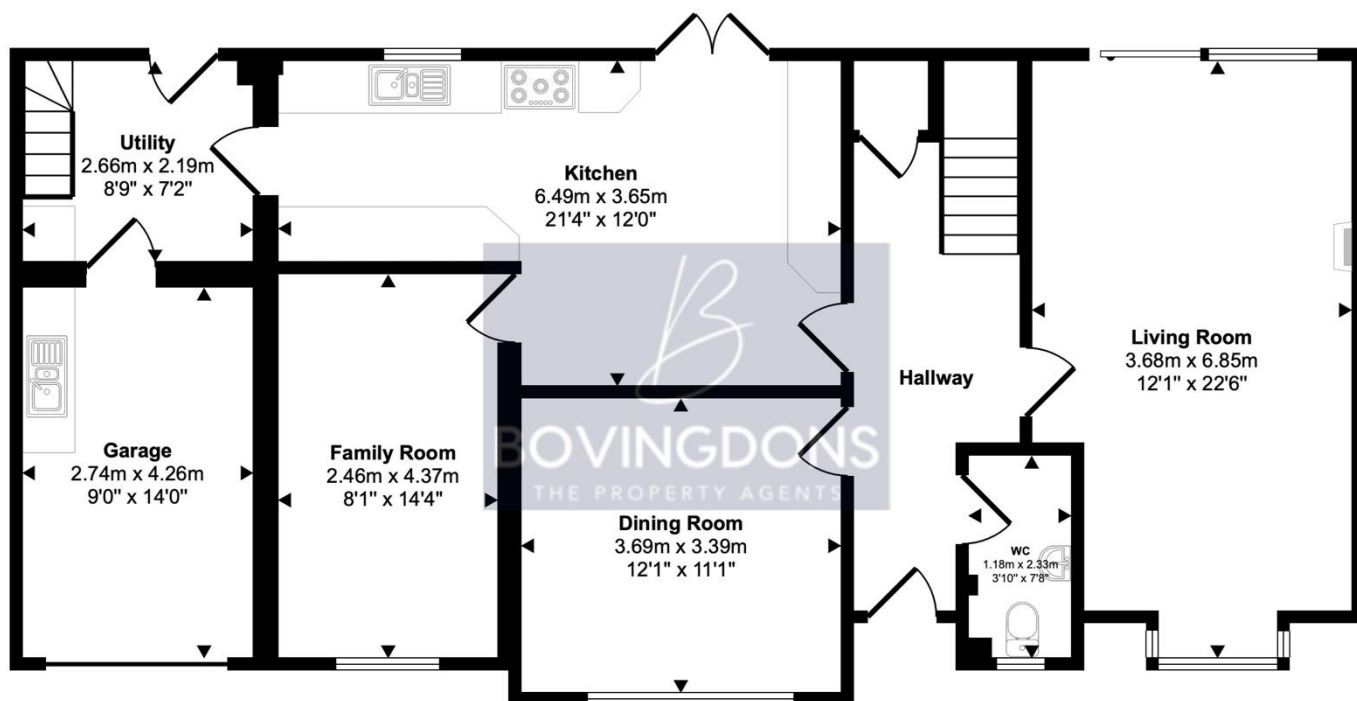 Utility
2.66m x 2.19m
8'9" x 7'2"
Kitchen
6.49m x 3.65m
21'4" x 12'0"
Living Room
3.68m x 6.85m
12'1" x 22'6"
Hallway
Garage
2.74m x 4.26m
9'0" x 14'0"
Family Room
2.46m x 4.37m
8'1" x 14'4"
B
BOVINGDONS
THE PROPERTY AGENTS
Dining Room
3.69m x 3.39m
12'1" x 11'1"
WC
1.18m x 2.33m
3'10" x 7'8"